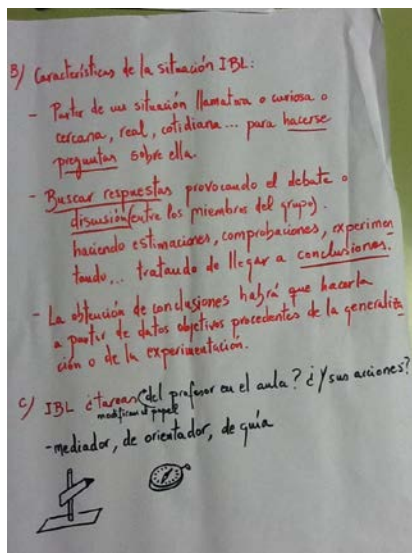 B/ Características de la situación IBL:
- Partir de una situación llamativa o curiosa o
cercana, real, cotidiana... para hacerse
preguntas sobre ella.
- Buscar respuestas provocando el debate o
discusión (entre los miembros del grupo).
haciendo estimaciones, comprobaciones, experimen
tando,... tratando de llegar a conclusiones.
- La obtención de conclusiones habrá que hacerla
a partir de datos objetivos procedentes de la generaliza
ción o de la experimentación.
C/ IBL ¿tareas del profesor en el aula? ¿Y sus acciones?
modifican el papel
- mediador, de orientador, de guía